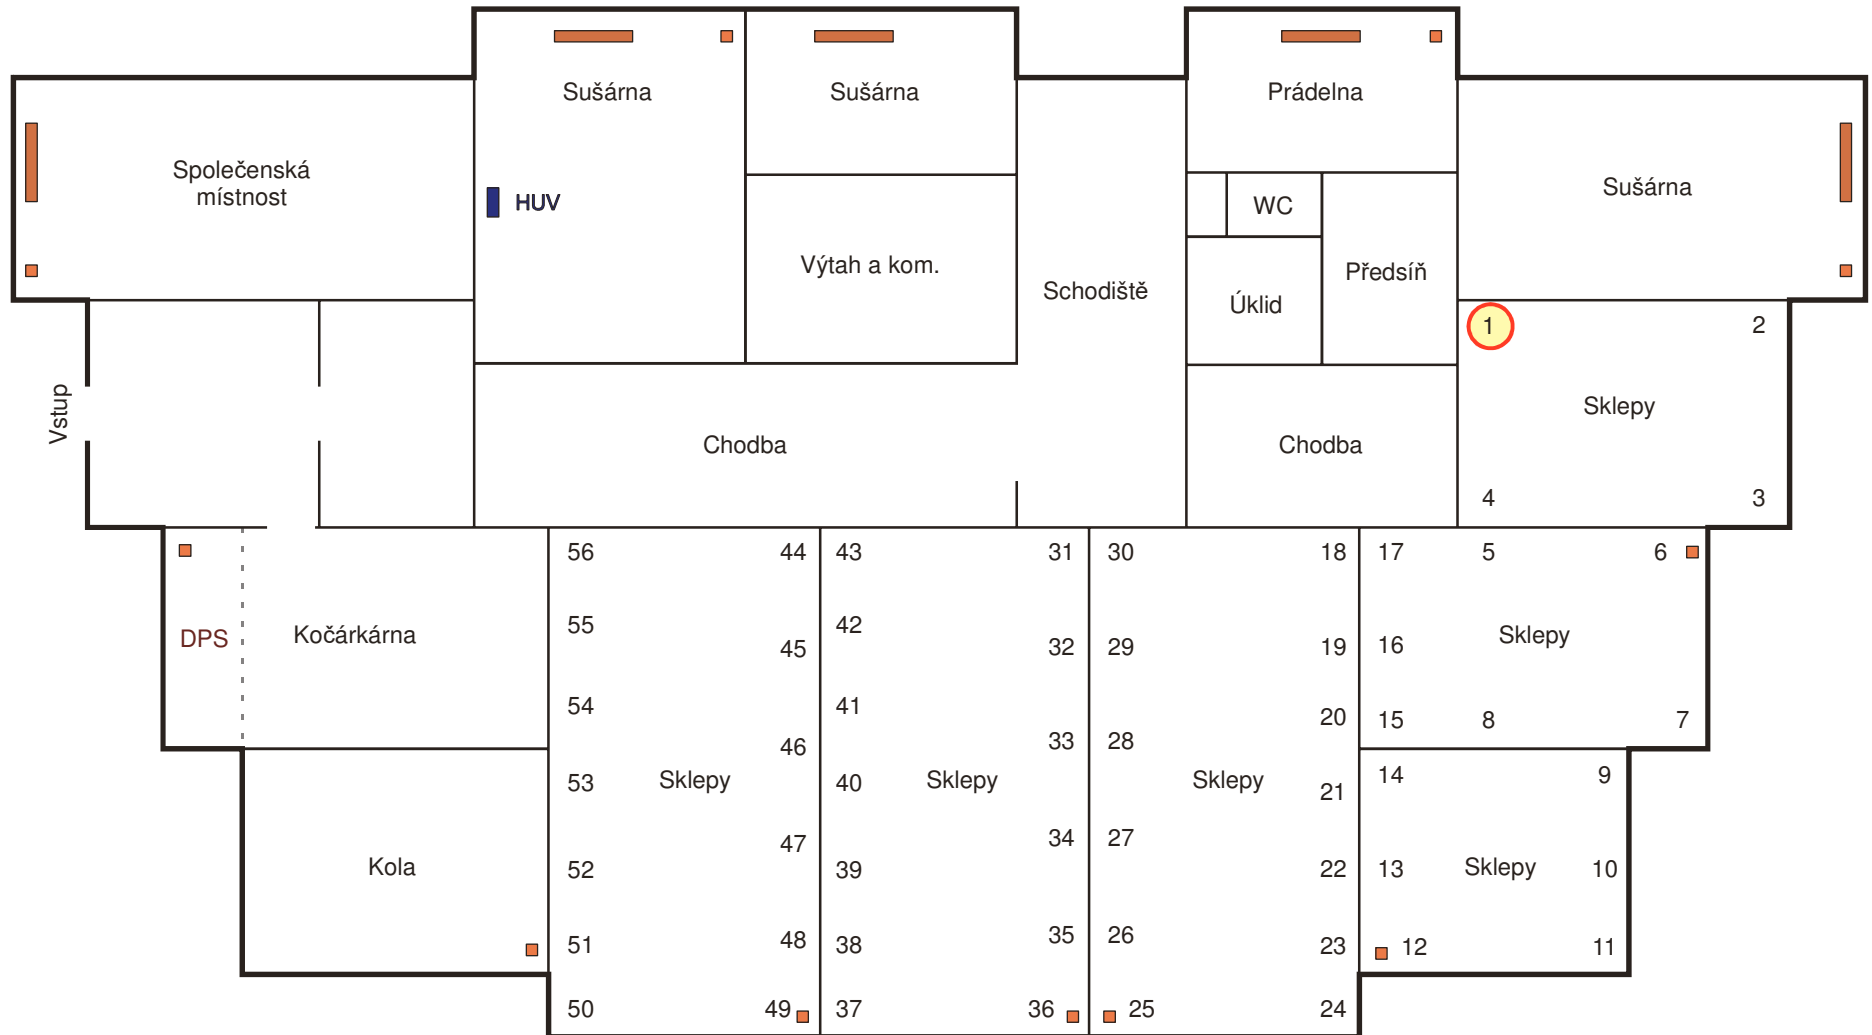 Sušárna
Sušárna
Prádelna
Společenská
místnost
Sušárna
HUV
WC
Výtah a kom.
Předsíň
Schodiště
Úklid
1
2
Vstup
Sklepy
Chodba
Chodba
4
3
56
44
43
31
30
18
17
5
6
DPS
Kočárkárna
55
45
42
32
29
19
16
Sklepy
54
46
41
33
28
20
15
8
7
53
Sklepy
40
Sklepy
Sklepy
21
14
9
Kola
52
47
39
34
27
22
13
Sklepy
10
51
48
38
35
26
23
12
11
50
49
37
36
25
24